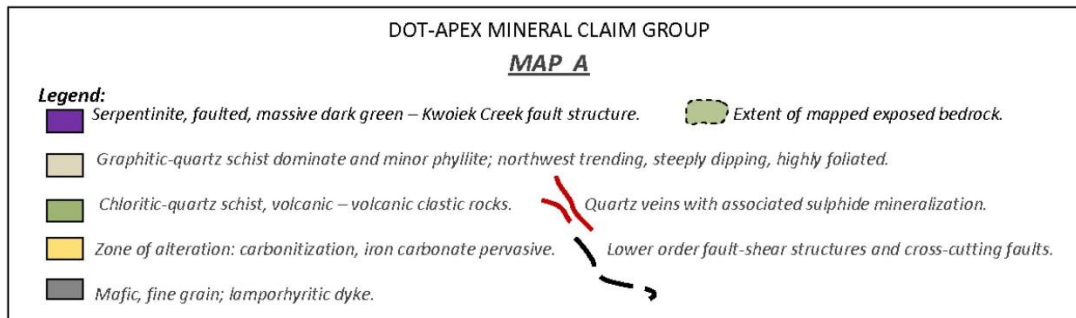 DOT-APEX MINERAL CLAIM GROUP
MAP A
Legend:
Serpentinite, faulted, massive dark green – Kwoiek Creek fault structure.
Extent of mapped exposed bedrock.
Graphitic-quartz schist dominate and minor phyllite; northwest trending, steeply dipping, highly foliated.
Chloritic-quartz schist, volcanic – volcanic clastic rocks.
Quartz veins with associated sulphide mineralization.
Zone of alteration: carbonitization, iron carbonate pervasive.
Lower order fault-shear structures and cross-cutting faults.
Mafic, fine grain; lamporhyritic dyke.